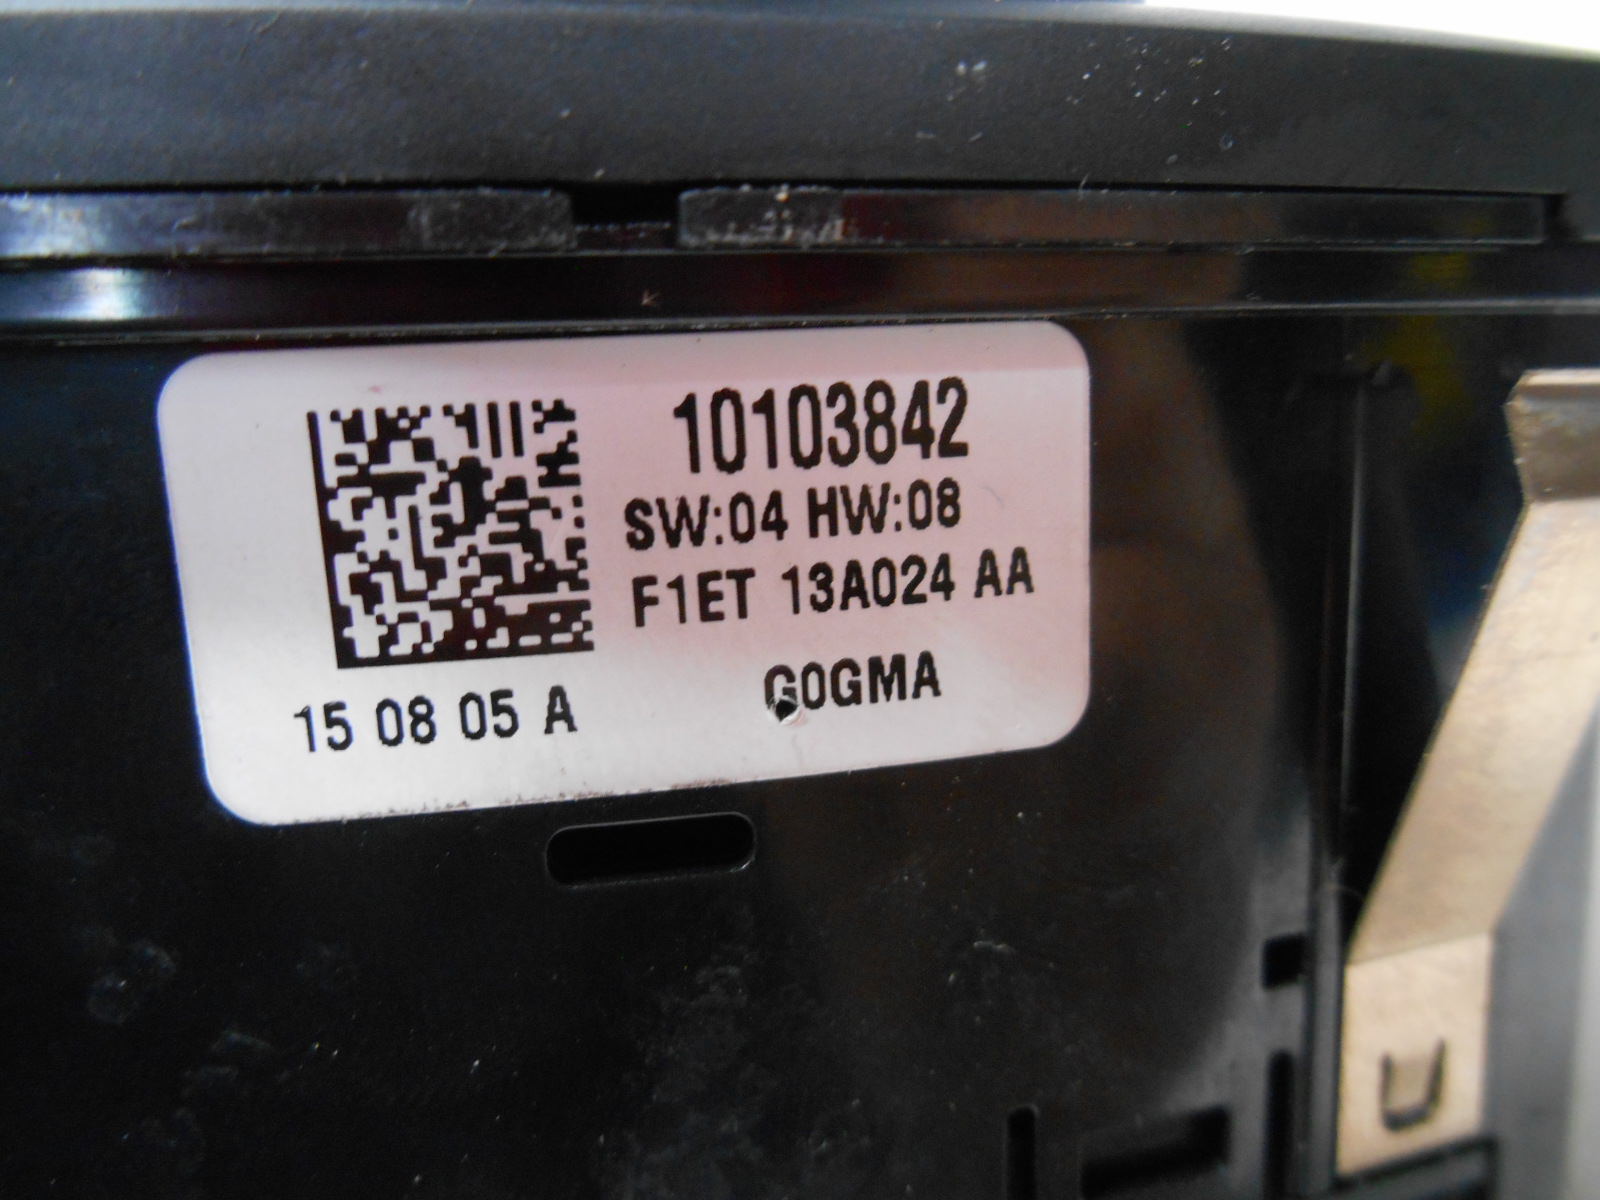 10103842
SW:04 HW:08
F1ET 13A024 AA
G0GMA
15 08 05 A